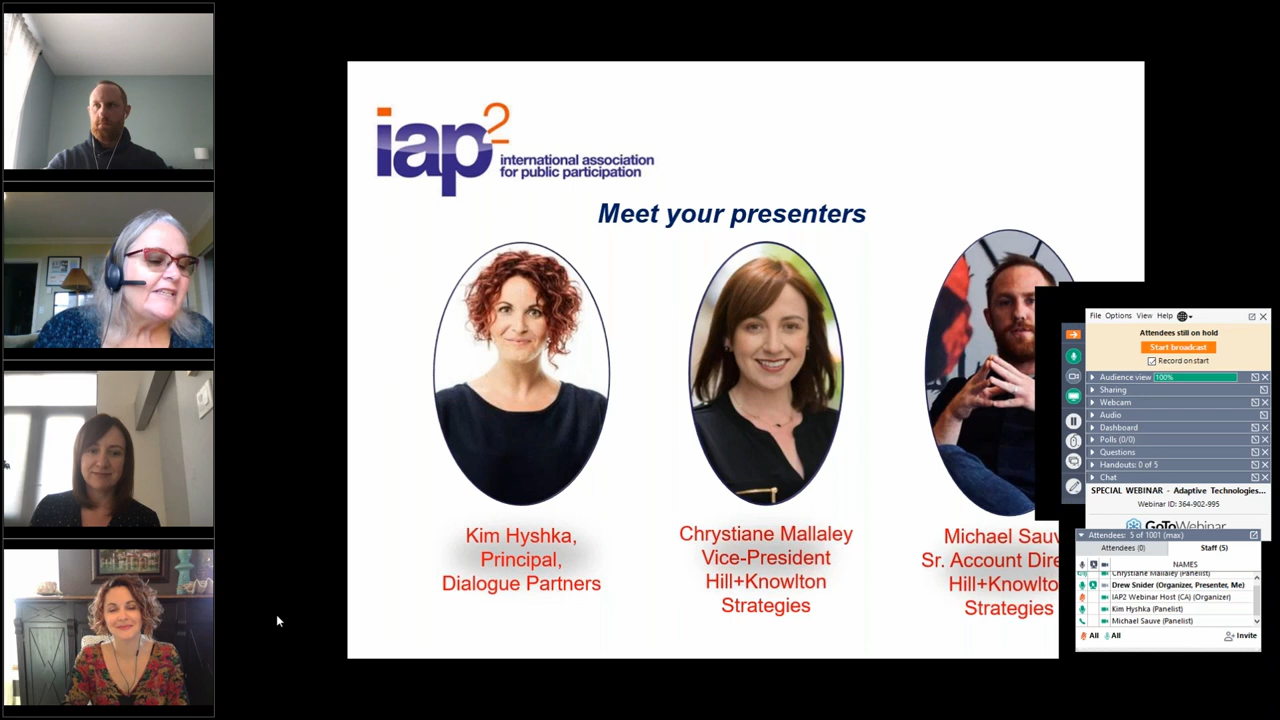 iap2
international association
for public participation
Meet your presenters
Kim Hyshka,
Principal,
Dialogue Partners
Chrystiane Mallaley
Vice-President
Hill+Knowlton
Strategies
Michael Sauv
Sr. Account Dire
Hill+Knowlto
Strategies
File Options View Help
Attendees still on hold
Start broadcast
Record on start
Audience view 100%
Sharing
Webcam
Audio
Dashboard
Polls (0/0)
Questions
Handouts: 0 of 5
Chat
SPECIAL WEBINAR - Adaptive Technologies...
Webinar ID: 364-902-995
GoToWebinar
Attendees: 5 of 1001 (max)
Attendees (0) Staff (5)
NAMES
Chrystiane Mallaley (Panelist)
Drew Snider (Organizer, Presenter, Me)
IAP2 Webinar Host (CA) (Organizer)
Kim Hyshka (Panelist)
Michael Sauve (Panelist)
All All Invite